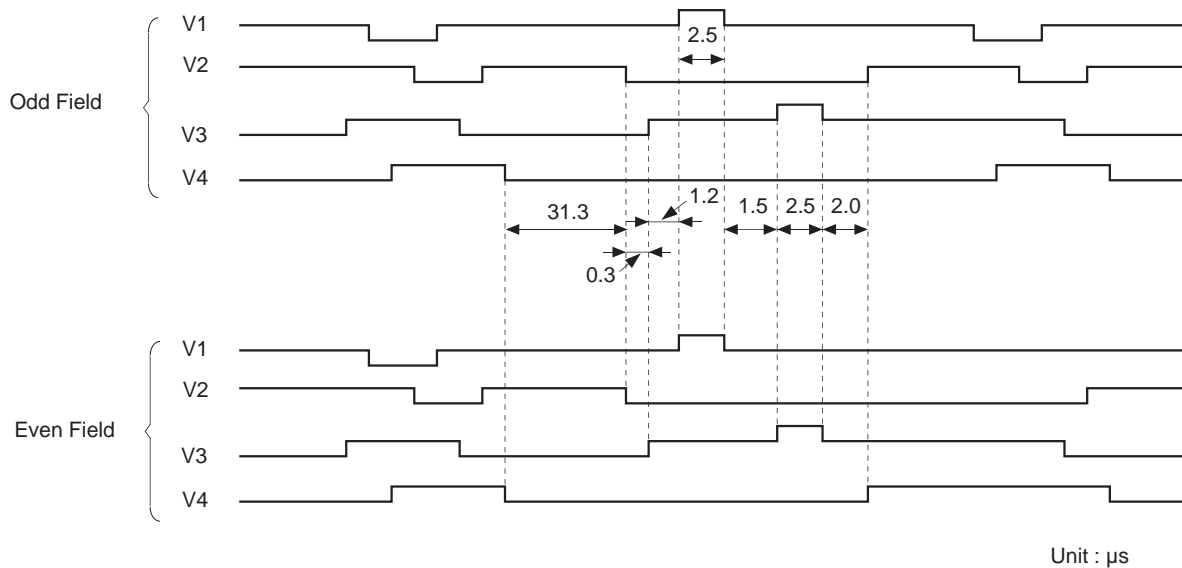 V1
2.5
V2
Odd Field
V3
V4
1.2
31.3
1.5 2.5 2.0
0.3
V1
V2
Even Field
V3
V4
Unit : μs